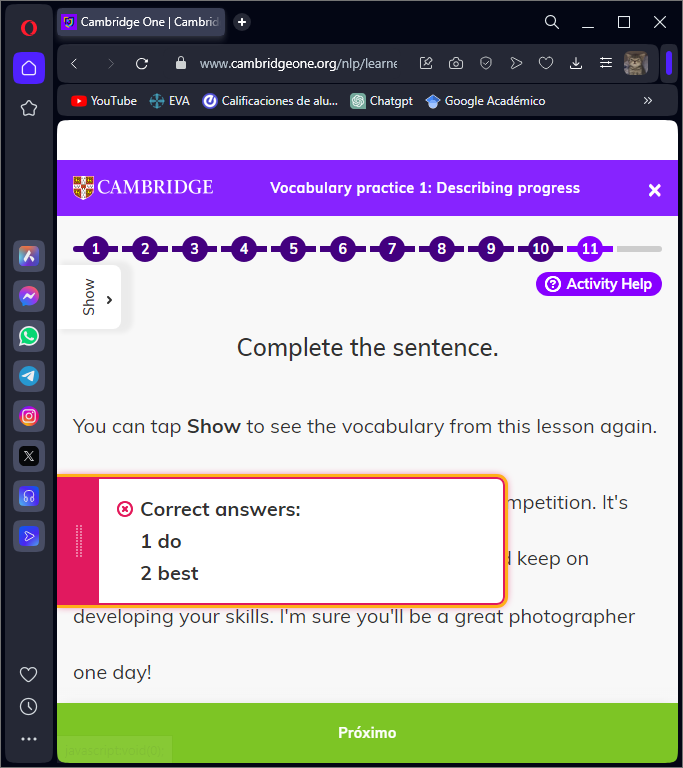 Cambridge One | Cambrid
www.cambridgeone.org/nlp/learne
YouTube EVA Calificaciones de alu... Chatgpt Google Académico »
CAMBRIDGE Vocabulary practice 1: Describing progress
1 2 3 4 5 6 7 8 9 10 11
? Activity Help
Show
Complete the sentence.
You can tap Show to see the vocabulary from this lesson again.
mpetition. It's
Correct answers:
1 do
2 best
d keep on
developing your skills. I'm sure you'll be a great photographer
one day!
Próximo